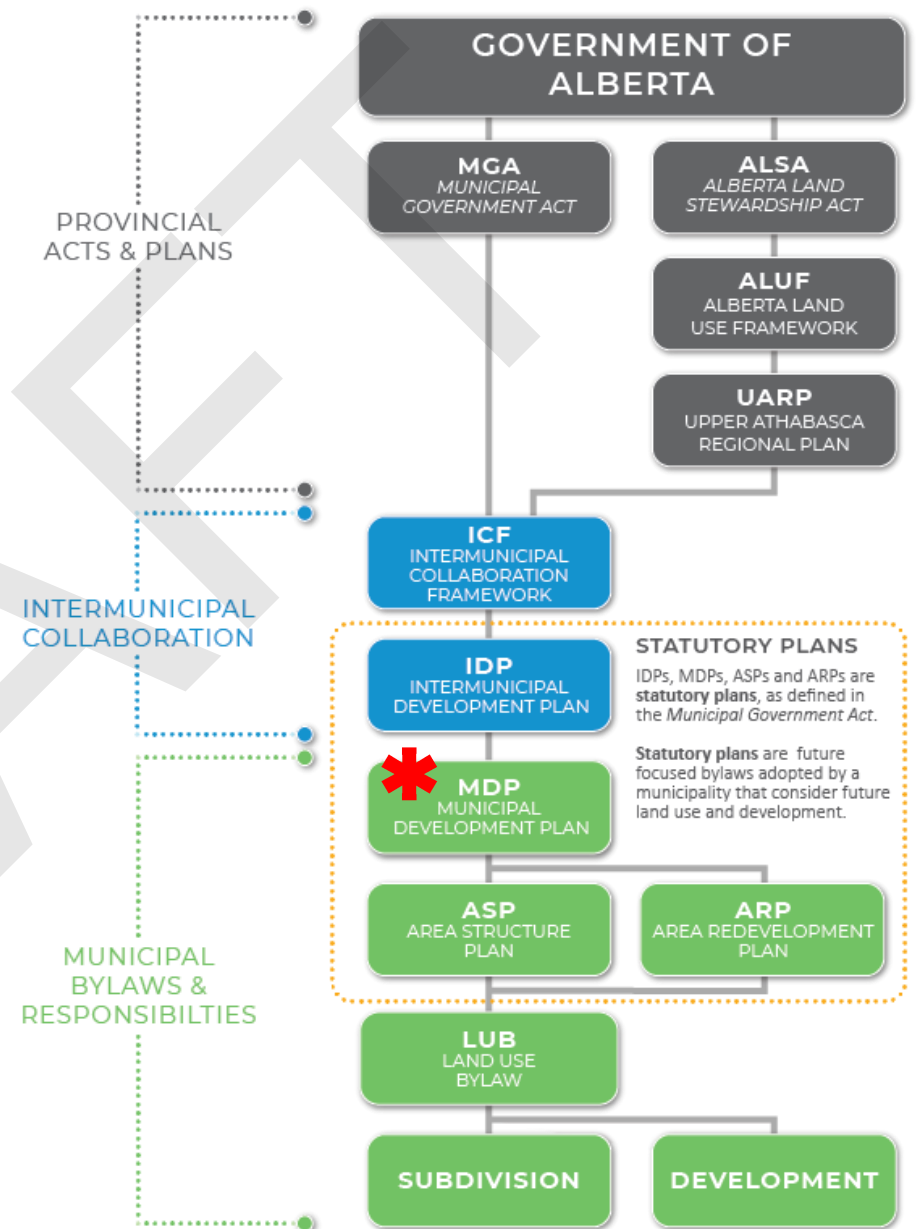 GOVERNMENT OF
ALBERTA
MGA
MUNICIPAL
GOVERNMENT ACT
ALSA
ALBERTA LAND
STEWARDSHIP ACT
PROVINCIAL
ACTS & PLANS
ALUF
ALBERTA LAND
USE FRAMEWORK
UARP
UPPER ATHABASCA
REGIONAL PLAN
ICF
INTERMUNICIPAL
COLLABORATION
FRAMEWORK
INTERMUNICIPAL
COLLABORATION
IDP
INTERMUNICIPAL
DEVELOPMENT PLAN
STATUTORY PLANS
IDPs, MDPs, ASPs and ARPs are
statutory plans, as defined in
the Municipal Government Act.
Statutory plans are future
focused bylaws adopted by a
municipality that consider future
land use and development.
*
MDP
MUNICIPAL
DEVELOPMENT PLAN
ASP
AREA STRUCTURE
PLAN
ARP
AREA REDEVELOPMENT
PLAN
MUNICIPAL
BYLAWS &
RESPONSIBILTIES
LUB
LAND USE
BYLAW
SUBDIVISION
DEVELOPMENT